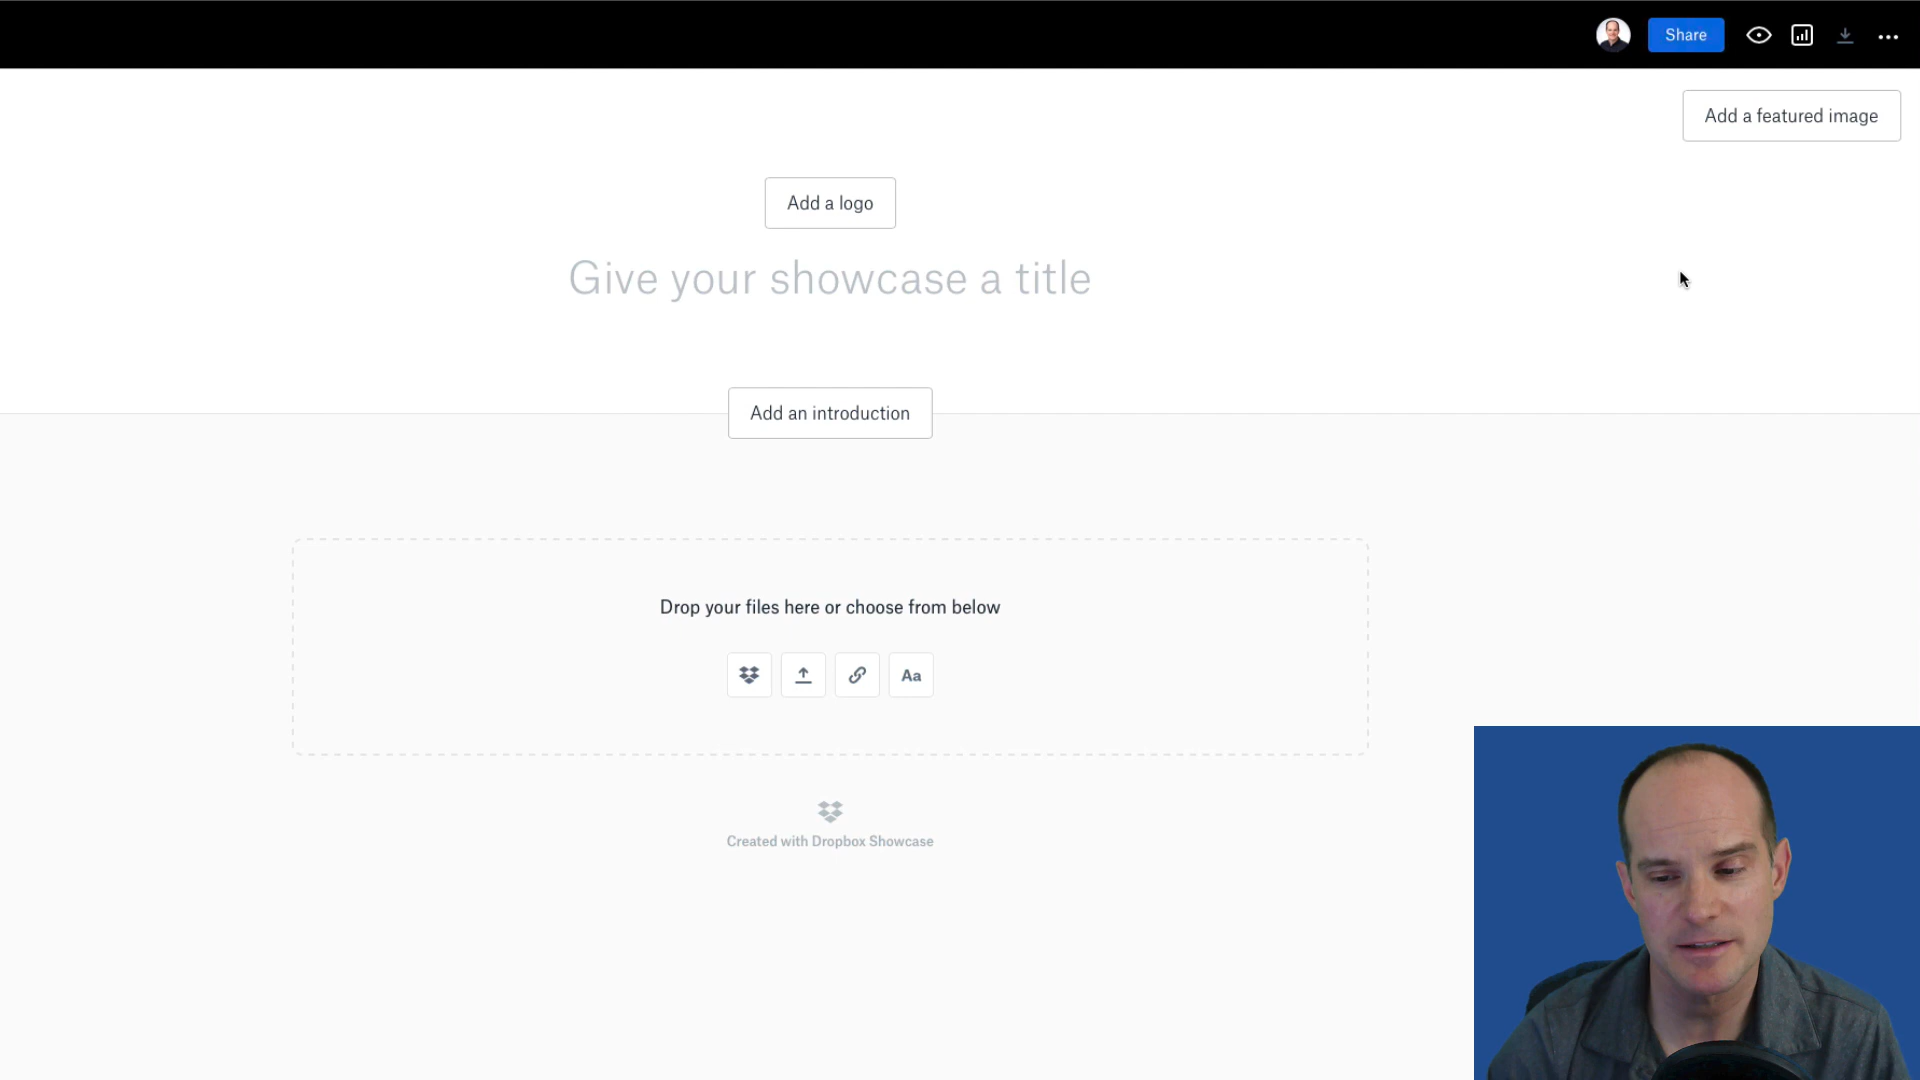 Share
Add a featured image
Add a logo
Give your showcase a title
Add an introduction
Drop your files here or choose from below
Aa
Created with Dropbox Showcase